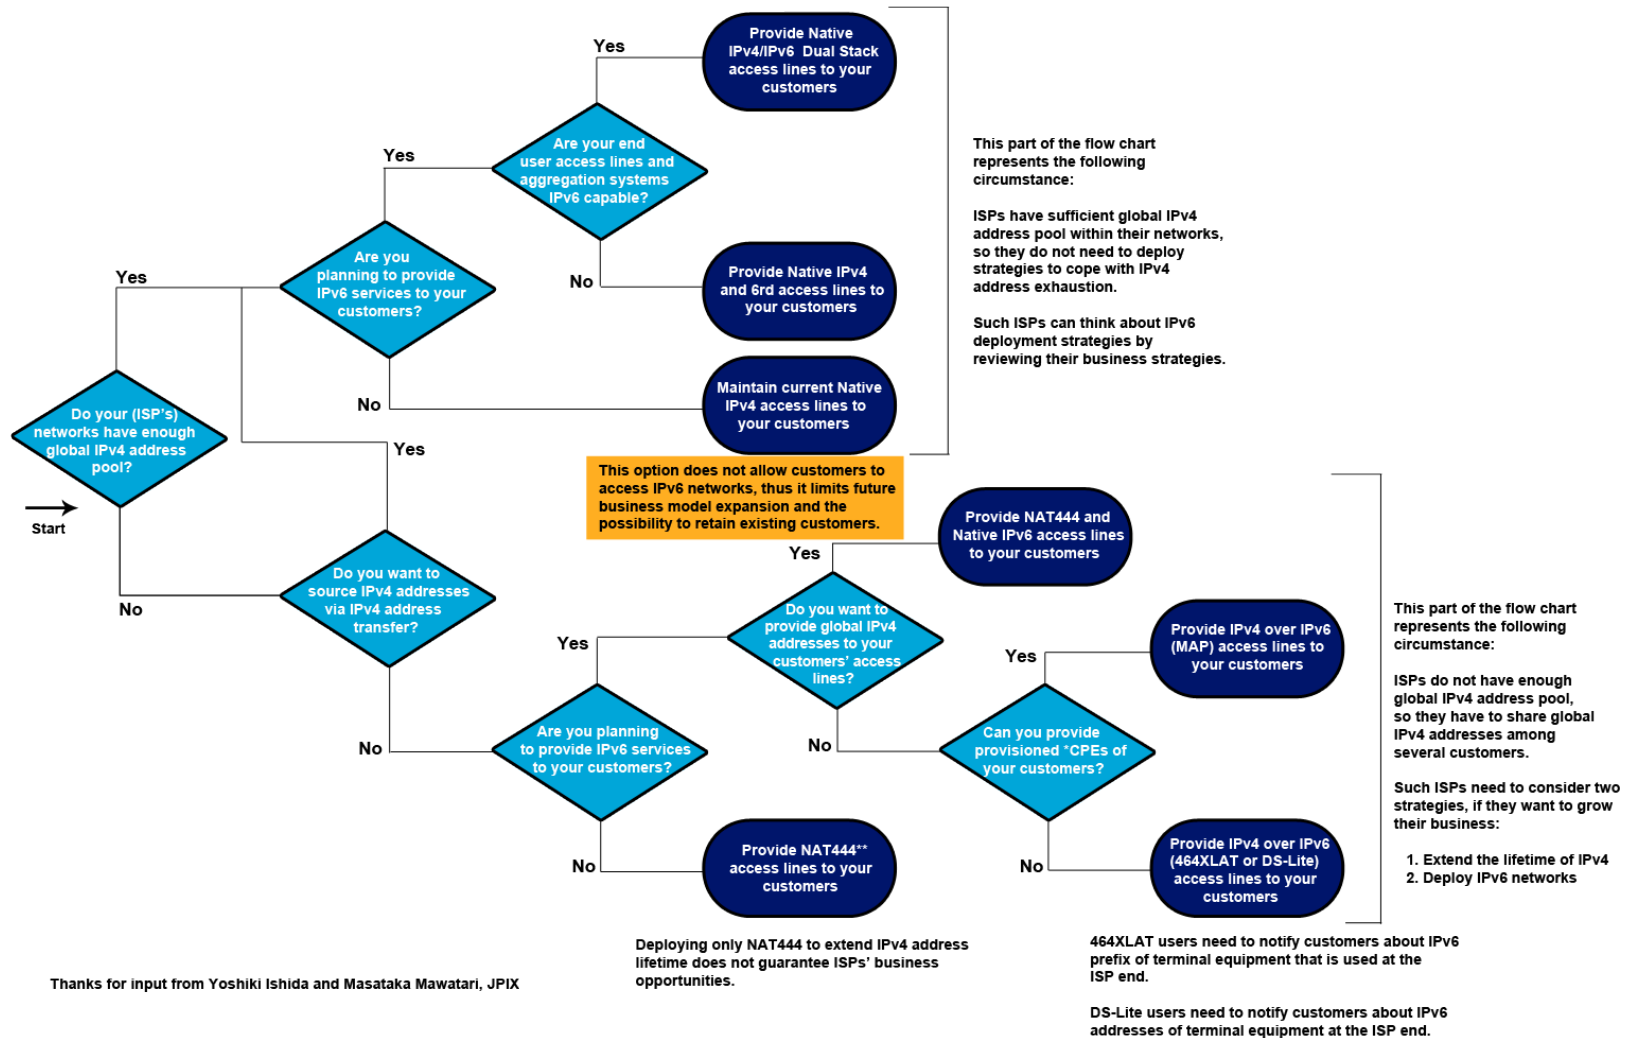 Yes
Provide Native
IPv4/IPv6 Dual Stack
access lines to your
customers
Are your end
user access lines and
aggregation systems
IPv6 capable?
Yes
This part of the flow chart
represents the following
circumstance:
ISPs have sufficient global IPv4
address pool within their networks,
so they do not need to deploy
strategies to cope with IPv4
address exhaustion.
Such ISPs can think about IPv6
deployment strategies by
reviewing their business strategies.
No
Provide Native IPv4
and 6rd access lines to
your customers
Yes
Are you
planning to provide
IPv6 services to your
customers?
No
Maintain current Native
IPv4 access lines to
your customers
This option does not allow customers to
access IPv6 networks, thus it limits future
business model expansion and the
possibility to retain existing customers.
Do your (ISP's)
networks have enough
global IPv4 address
pool?
Start
Yes
No
Do you want to
source IPv4 addresses
via IPv4 address
transfer?
Yes
Provide NAT444 and
Native IPv6 access lines
to your customers
Do you want to
provide global IPv4
addresses to your
customers' access
lines?
Yes
No
Are you planning
to provide IPv6 services
to your customers?
No
Can you provide
provisioned *CPEs of
your customers?
Yes
Provide IPv4 over IPv6
(MAP) access lines to
your customers
No
Provide NAT444**
access lines to your
customers
No
Provide IPv4 over IPv6
(464XLAT or DS-Lite)
access lines to your
customers
This part of the flow chart
represents the following
circumstance:
ISPs do not have enough
global IPv4 address pool,
so they have to share global
IPv4 addresses among
several customers.
Such ISPs need to consider two
strategies, if they want to grow
their business:
1. Extend the lifetime of IPv4
2. Deploy IPv6 networks
Deploying only NAT444 to extend IPv4 address
lifetime does not guarantee ISPs' business
opportunities.
464XLAT users need to notify customers about IPv6
prefix of terminal equipment that is used at the
ISP end.
DS-Lite users need to notify customers about IPv6
addresses of terminal equipment at the ISP end.
Thanks for input from Yoshiki Ishida and Masataka Mawatari, JPIX